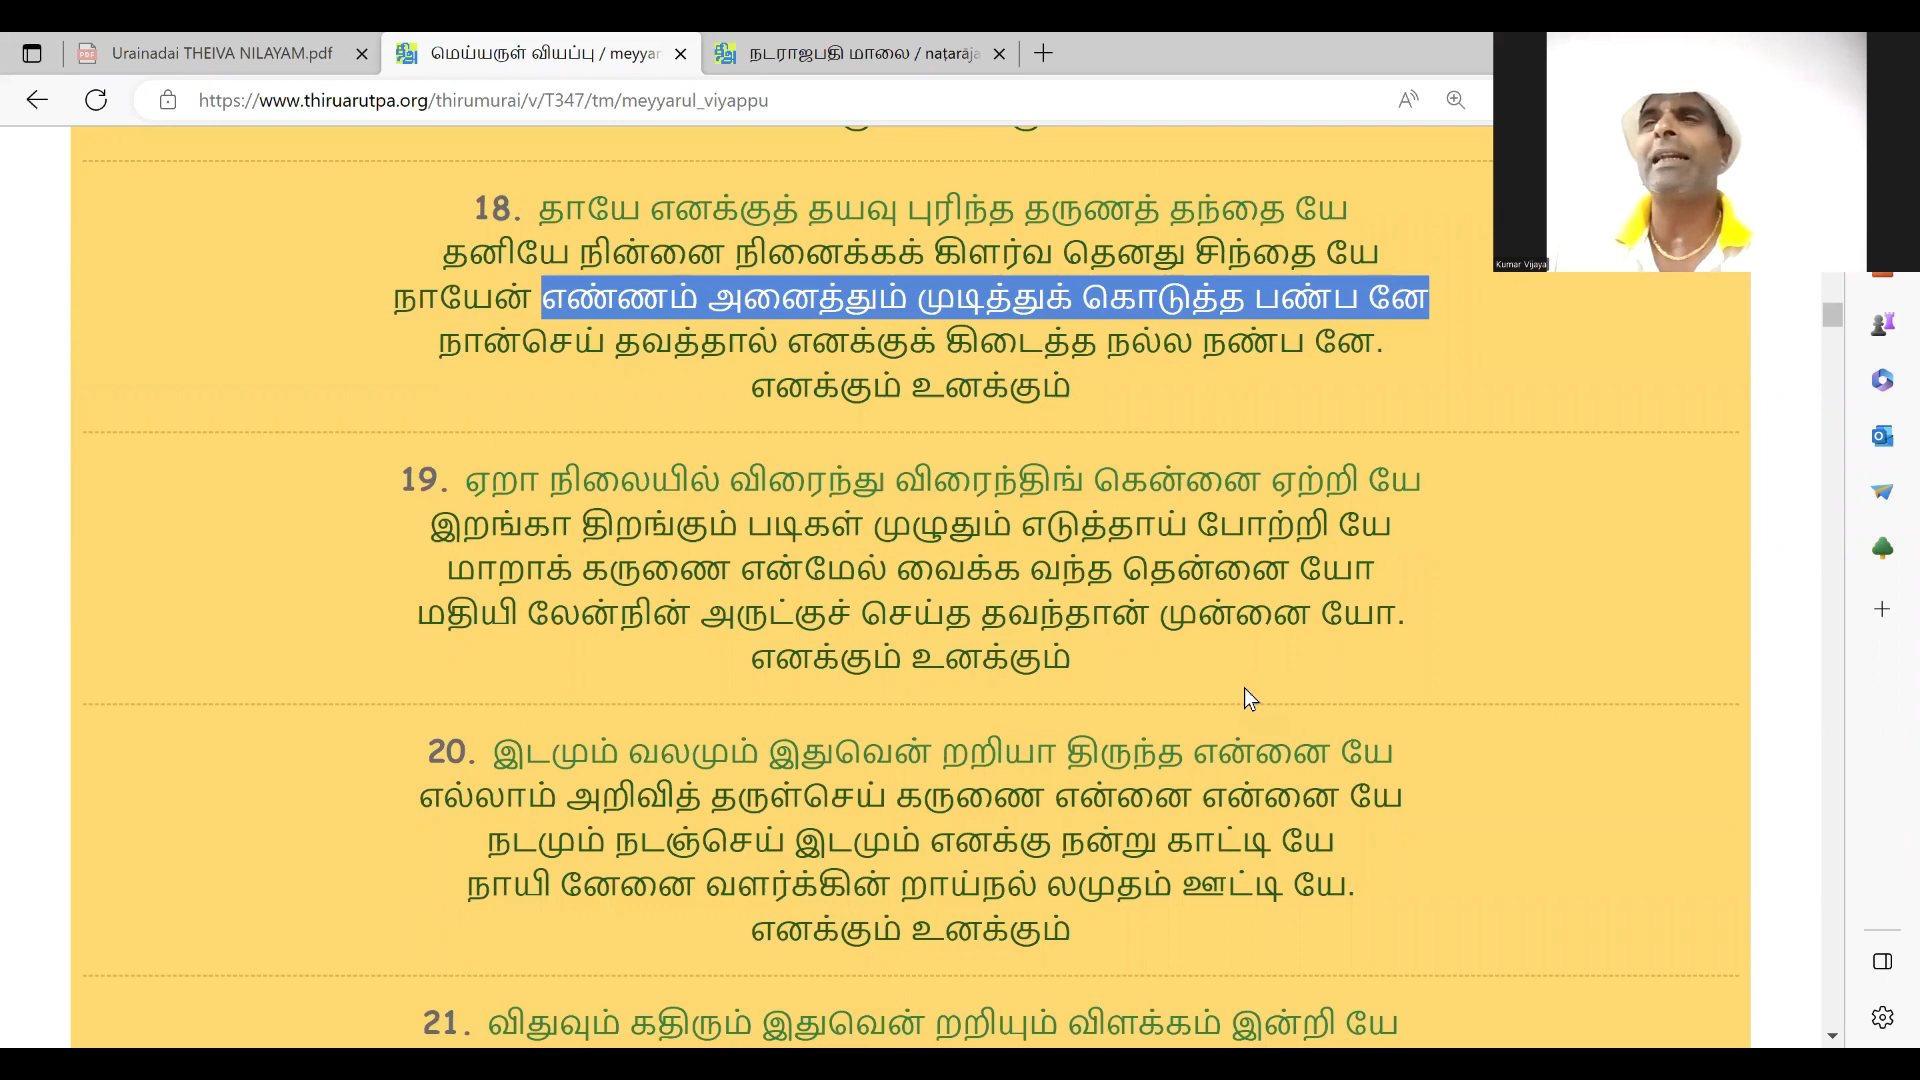 Urainadai THEIVA NILAYAM.pdf
மெய்யருள் வியப்பு / meyyar
நடராஜபதி மாலை / naṭarāja
https://www.thiruarutpa.org/thirumurai/v/T347/tm/meyyarul_viyappu
Kumar Vijaya
18. தாயே எனக்குத் தயவு புரிந்த தருணத் தந்தை யே
தனியே நின்னை நினைக்கக் கிளர்வ தெனது சிந்தை யே
நாயேன் எண்ணம் அனைத்தும் முடித்துக் கொடுத்த பண்ப னே
நான்செய் தவத்தால் எனக்குக் கிடைத்த நல்ல நண்ப னே.
எனக்கும் உனக்கும்
19. ஏறா நிலையில் விரைந்து விரைந்திங் கென்னை ஏற்றி யே
இறங்கா திறங்கும் படிகள் முழுதும் எடுத்தாய் போற்றி யே
மாறாக் கருணை என்மேல் வைக்க வந்த தென்னை யோ
மதியி லேன்நின் அருட்குச் செய்த தவந்தான் முன்னை யோ.
எனக்கும் உனக்கும்
20. இடமும் வலமும் இதுவென் றறியா திருந்த என்னை யே
எல்லாம் அறிவித் தருள்செய் கருணை என்னை என்னை யே
நடமும் நடஞ்செய் இடமும் எனக்கு நன்று காட்டி யே
நாயி னேனை வளர்க்கின் றாய்நல் லமுதம் ஊட்டி யே.
எனக்கும் உனக்கும்
21. விதுவும் கதிரும் இதுவென் றறியும் விளக்கம் இன்றி யே